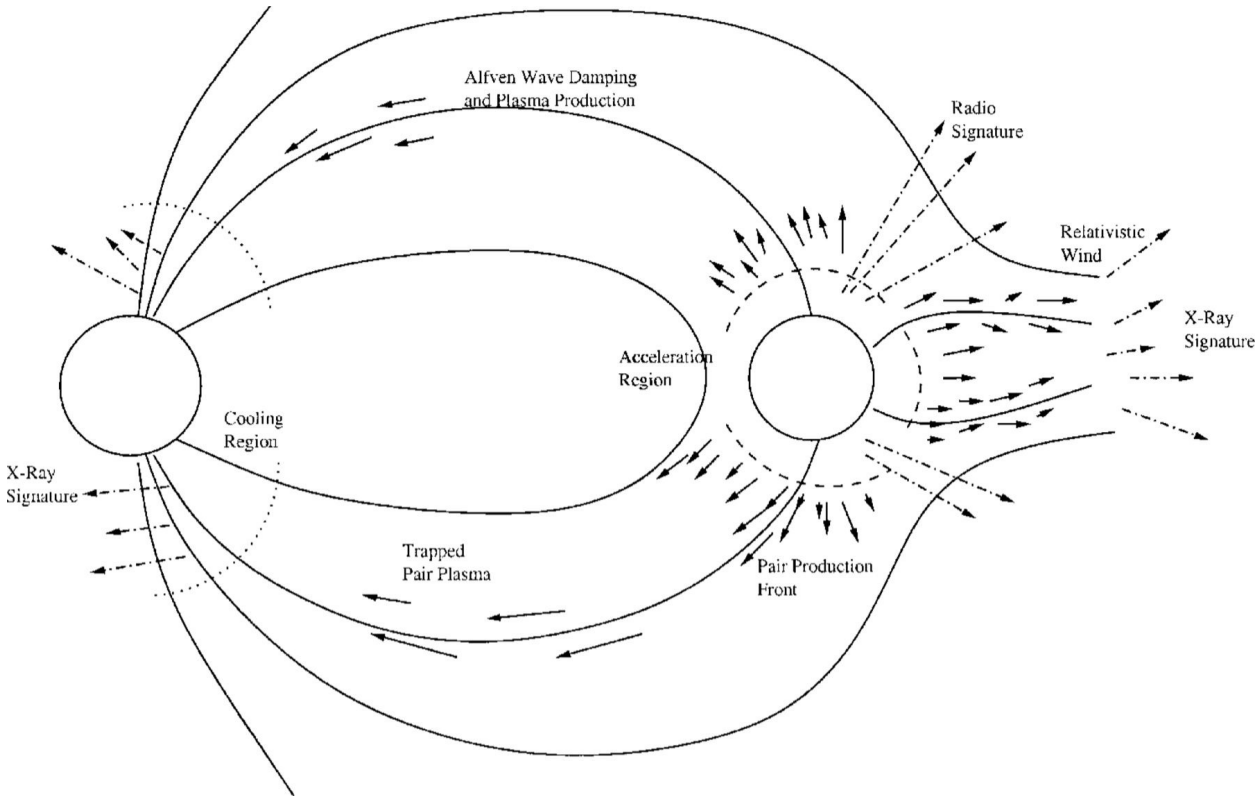 Alfven Wave Damping
and Plasma Production
Radio
Signature
Relativistic
Wind
X-Ray
Signature
Acceleration
Region
Cooling
Region
X-Ray
Signature
Trapped
Pair Plasma
Pair Production
Front